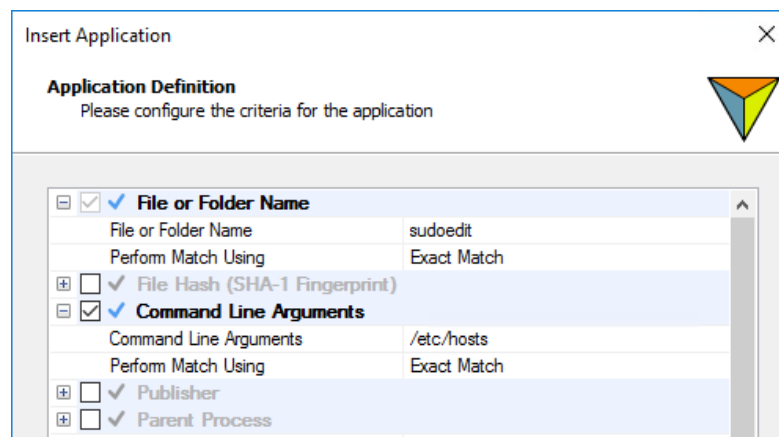 Insert Application
Application Definition
Please configure the criteria for the application
File or Folder Name
File or Folder Name sudoedit
Perform Match Using Exact Match
File Hash (SHA-1 Fingerprint)
Command Line Arguments
Command Line Arguments /etc/hosts
Perform Match Using Exact Match
Publisher
Parent Process